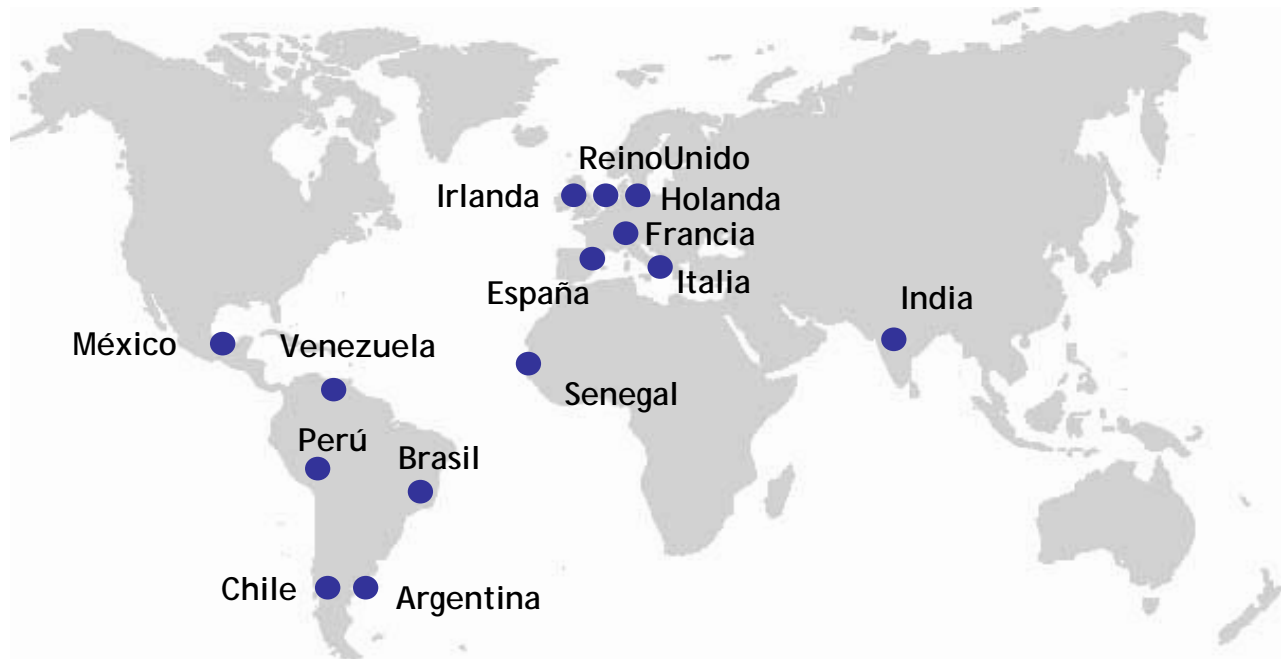 ReinoUnido
Irlanda
Holanda
Francia
Italia
España
India
México
Venezuela
Senegal
Perú
Brasil
Chile
Argentina